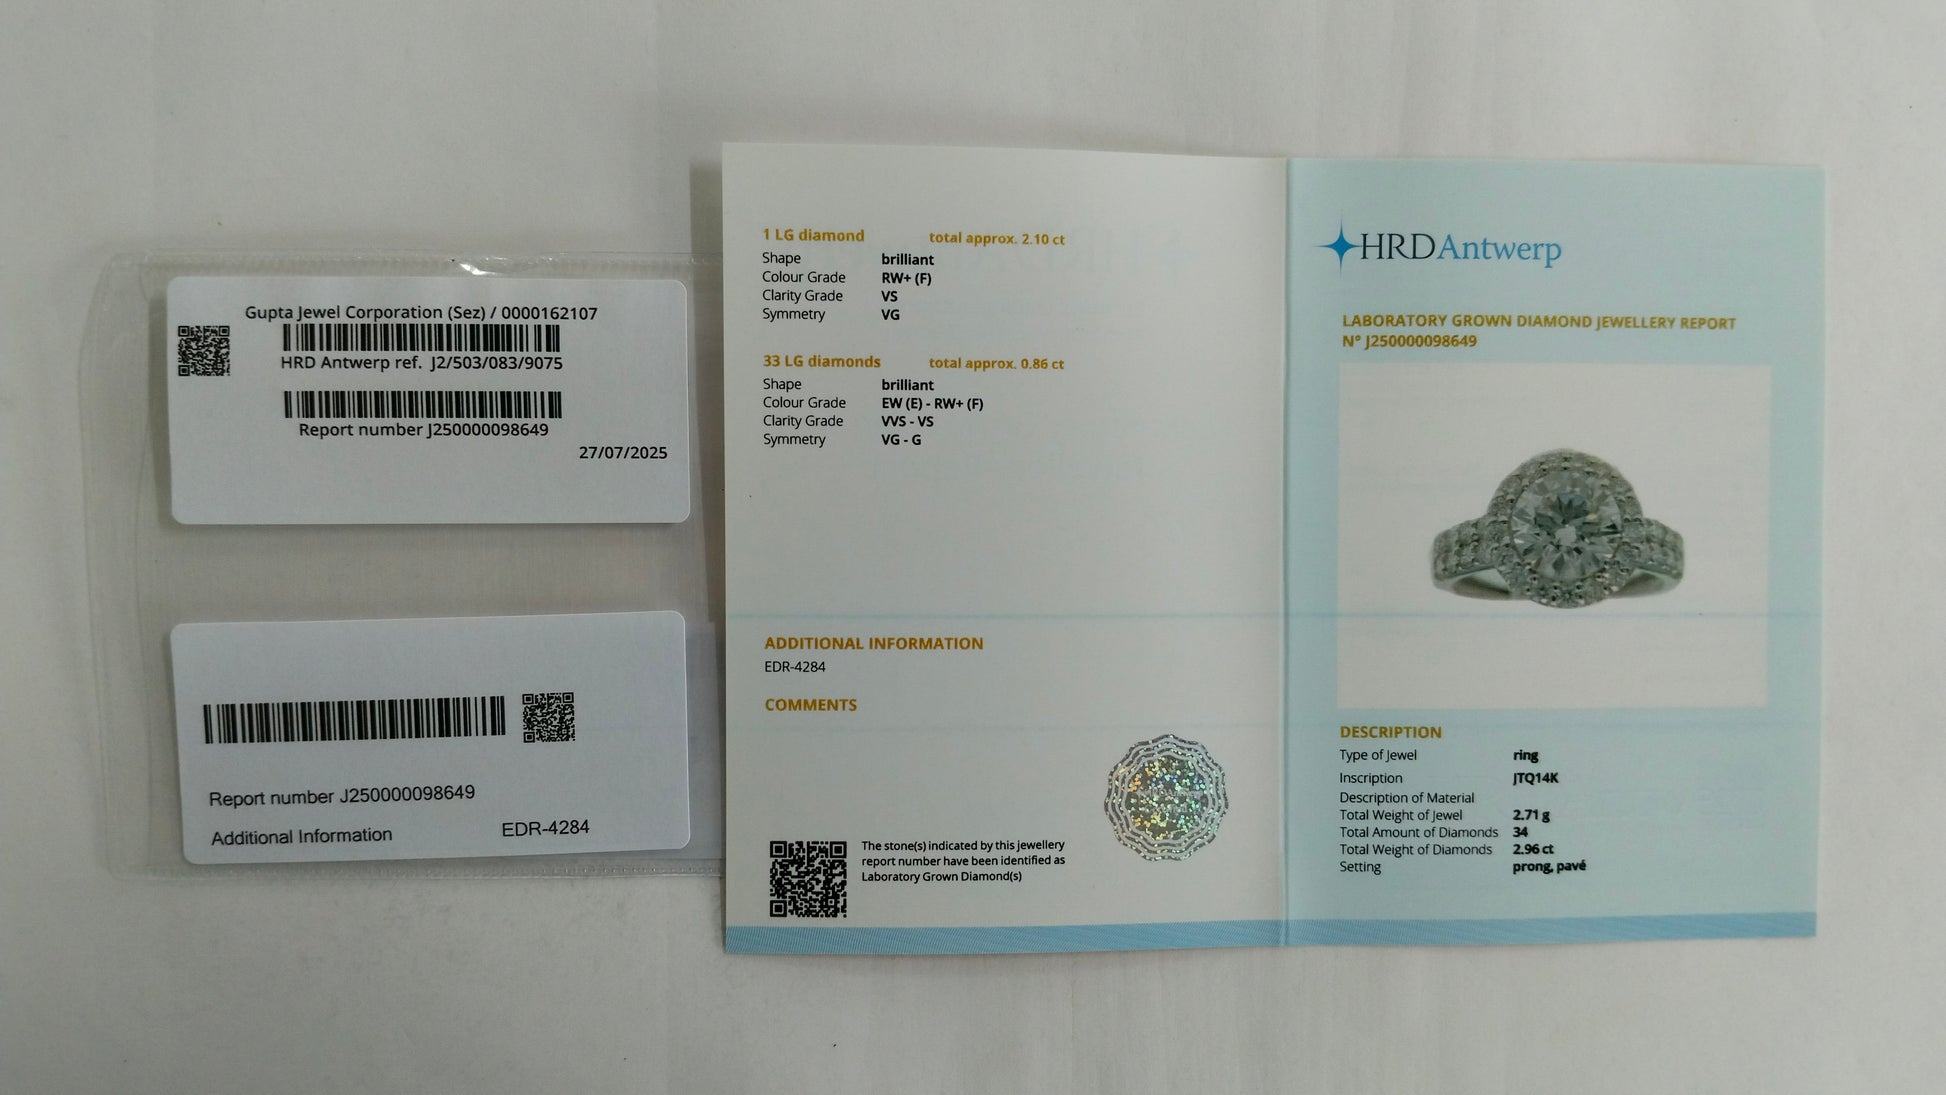 Gupta Jewel Corporation (Sez) / 0000162107
HRD Antwerp ref. J2/503/083/9075
Report number J250000098649
27/07/2025
Report number J250000098649
Additional Information EDR-4284
1 LG diamond total approx. 2.10 ct
Shape brilliant
Colour Grade RW+ (F)
Clarity Grade VS
Symmetry VG
33 LG diamonds total approx. 0.86 ct
Shape brilliant
Colour Grade EW (E) - RW+ (F)
Clarity Grade VVS - VS
Symmetry VG - G
ADDITIONAL INFORMATION
EDR-4284
COMMENTS
The stone(s) indicated by this jewellery
report number have been identified as
Laboratory Grown Diamond(s)
HRDAntwerp
LABORATORY GROWN DIAMOND JEWELLERY REPORT
N° J250000098649
DESCRIPTION
Type of Jewel ring
Inscription JTQ14K
Description of Material
Total Weight of Jewel 2.71 g
Total Amount of Diamonds 34
Total Weight of Diamonds 2.96 ct
Setting prong, pavé